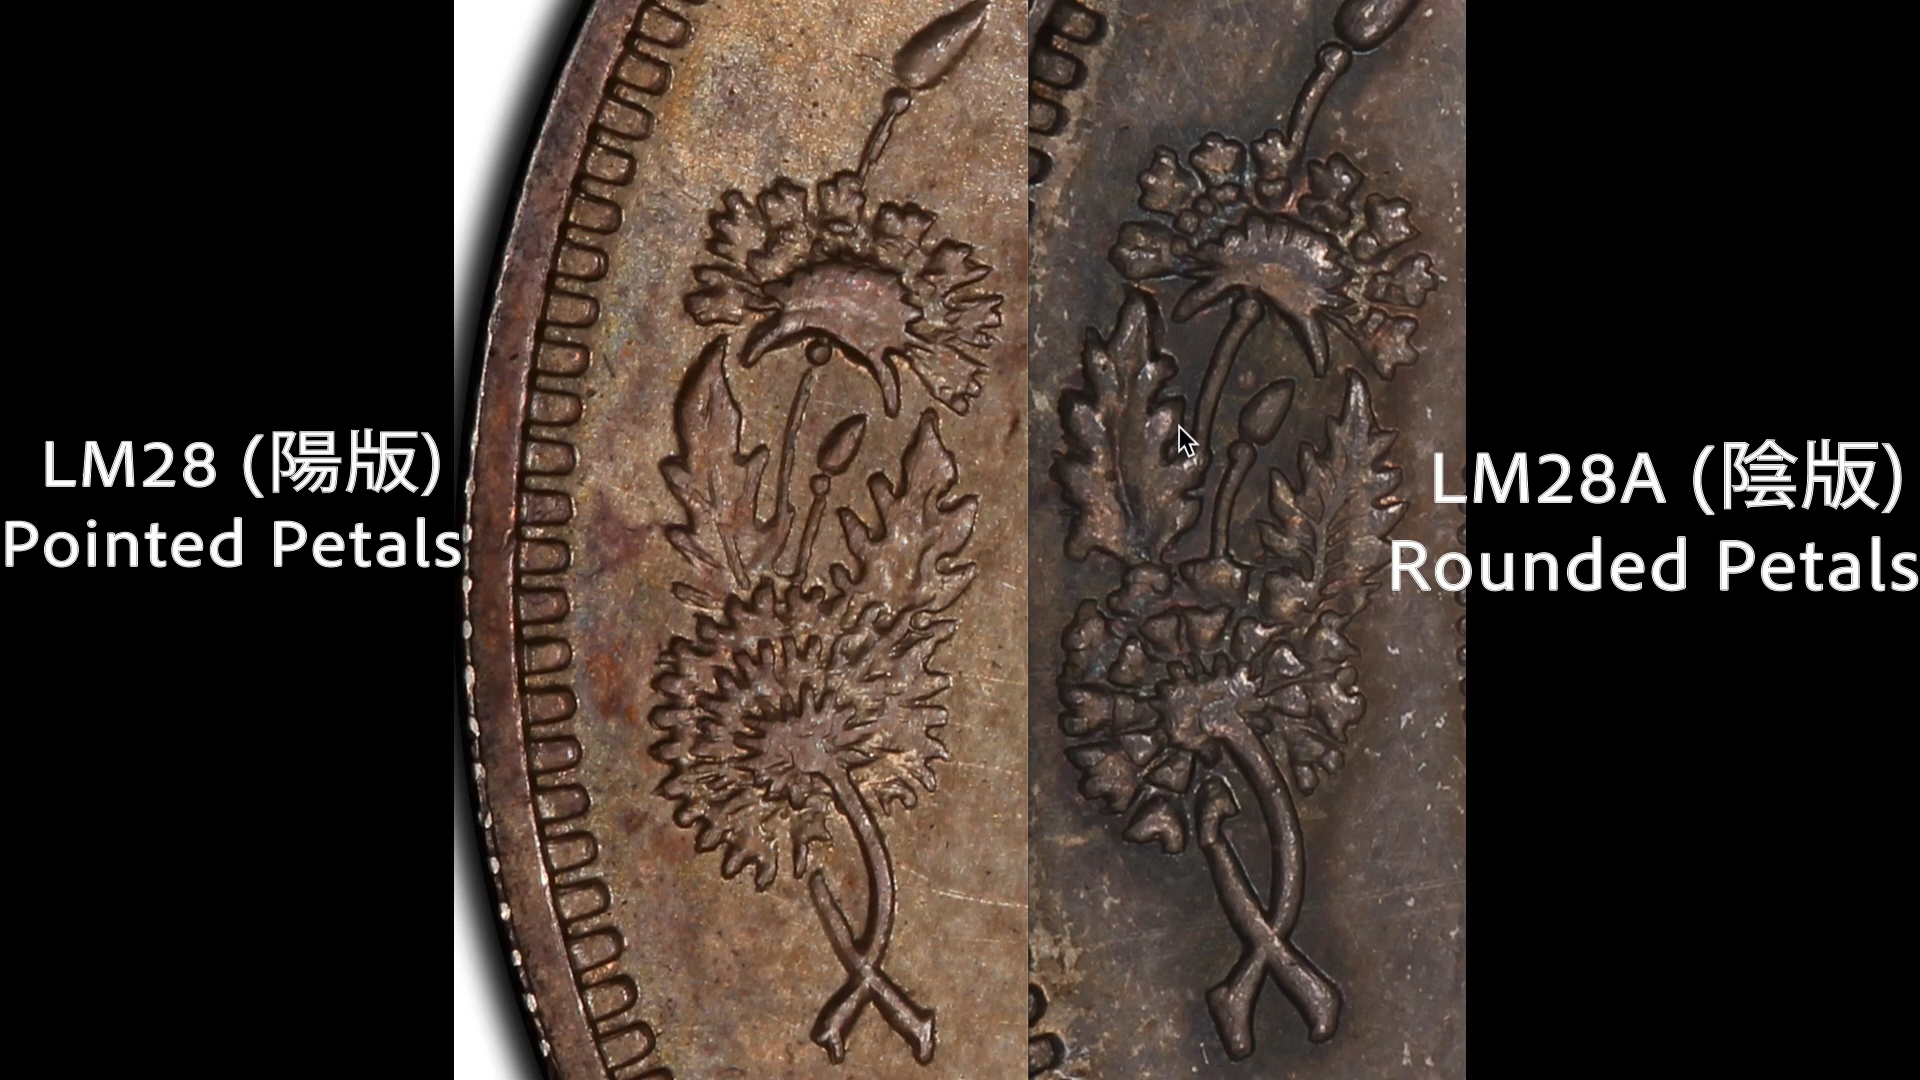 LM28 (陽版)
Pointed Petals
LM28A (陰版)
Rounded Petals